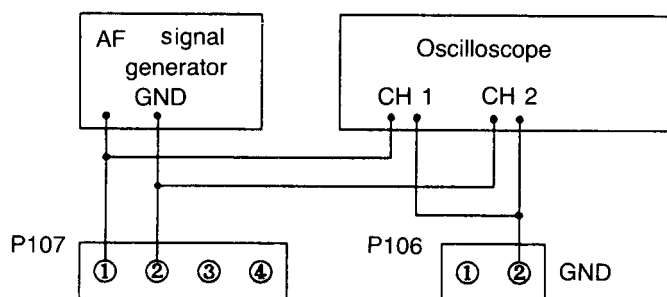 AF signal
generator
GND
Oscilloscope
CH 1 CH 2
P107
① ② ③ ④
P106
① ②
GND